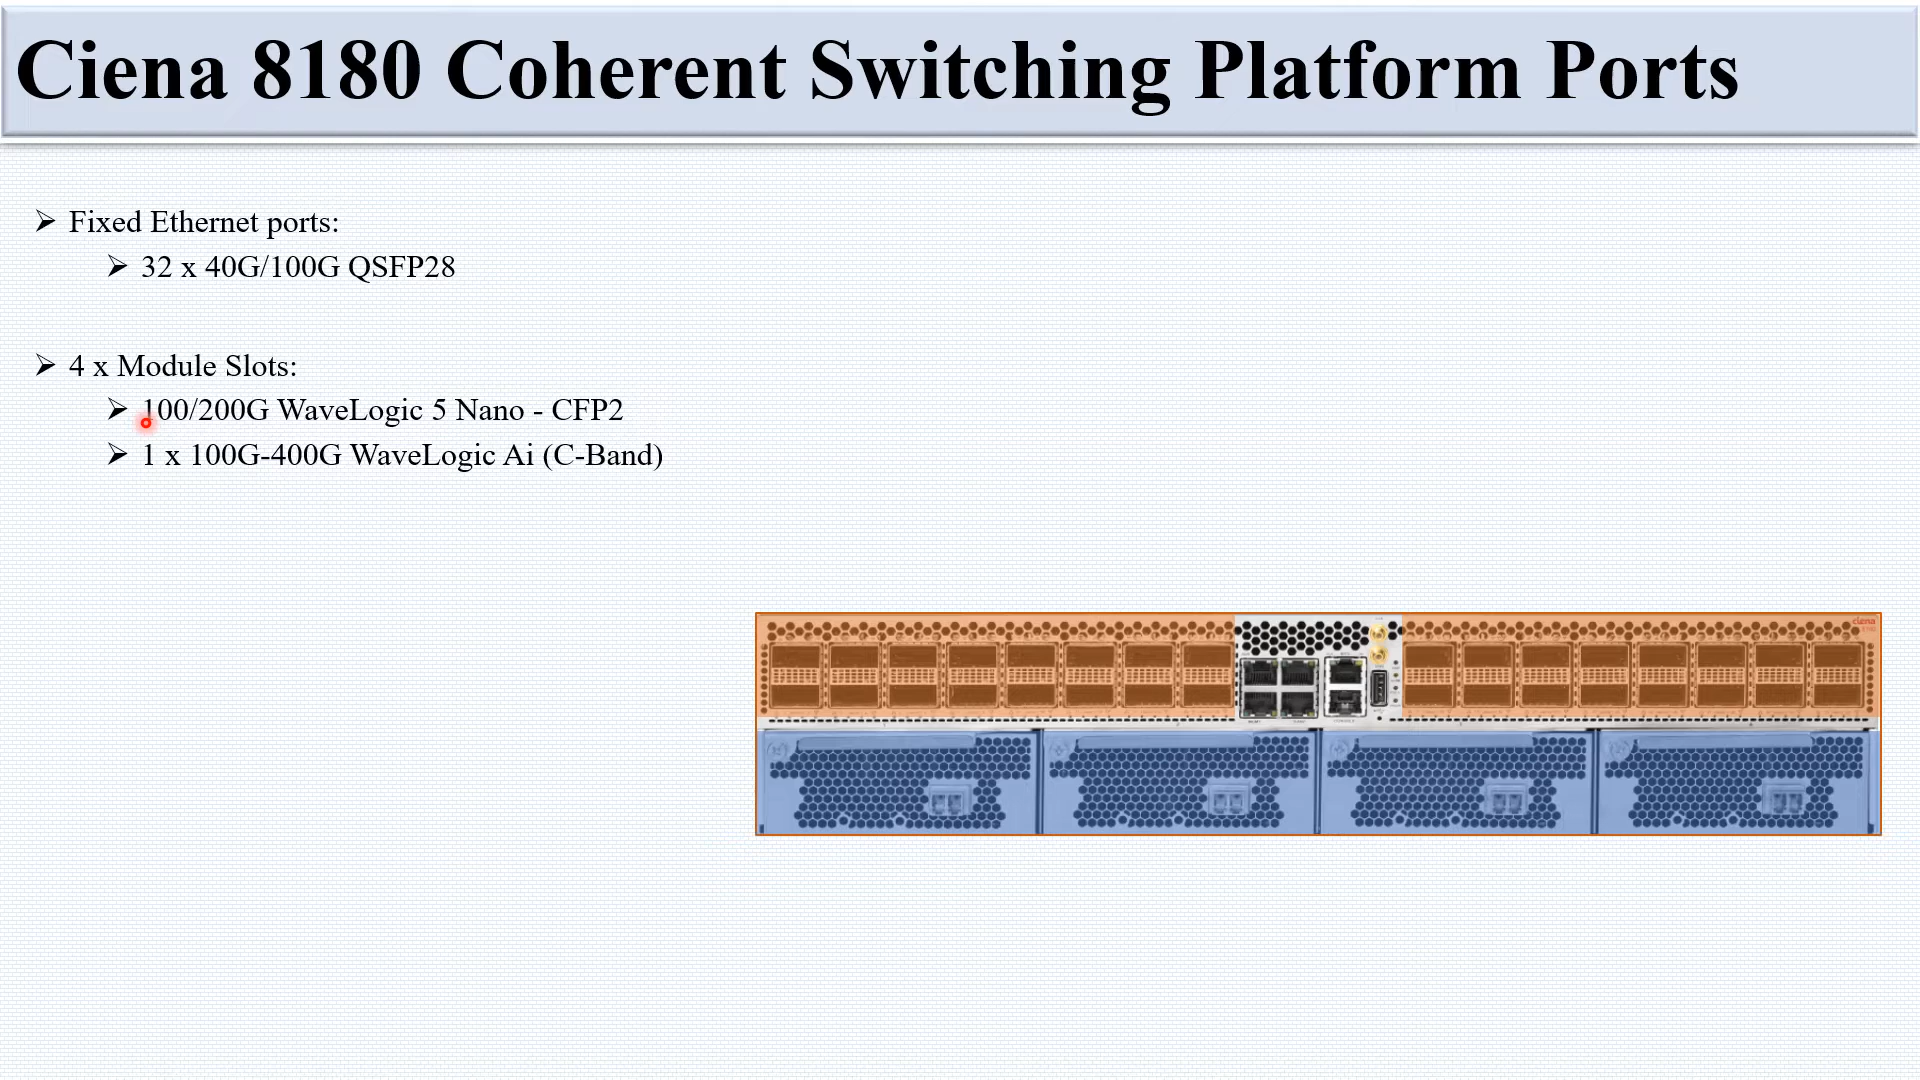 Ciena 8180 Coherent Switching Platform Ports
Fixed Ethernet ports:
32 x 40G/100G QSFP28
4 x Module Slots:
100/200G WaveLogic 5 Nano - CFP2
1 x 100G-400G WaveLogic Ai (C-Band)
ciena